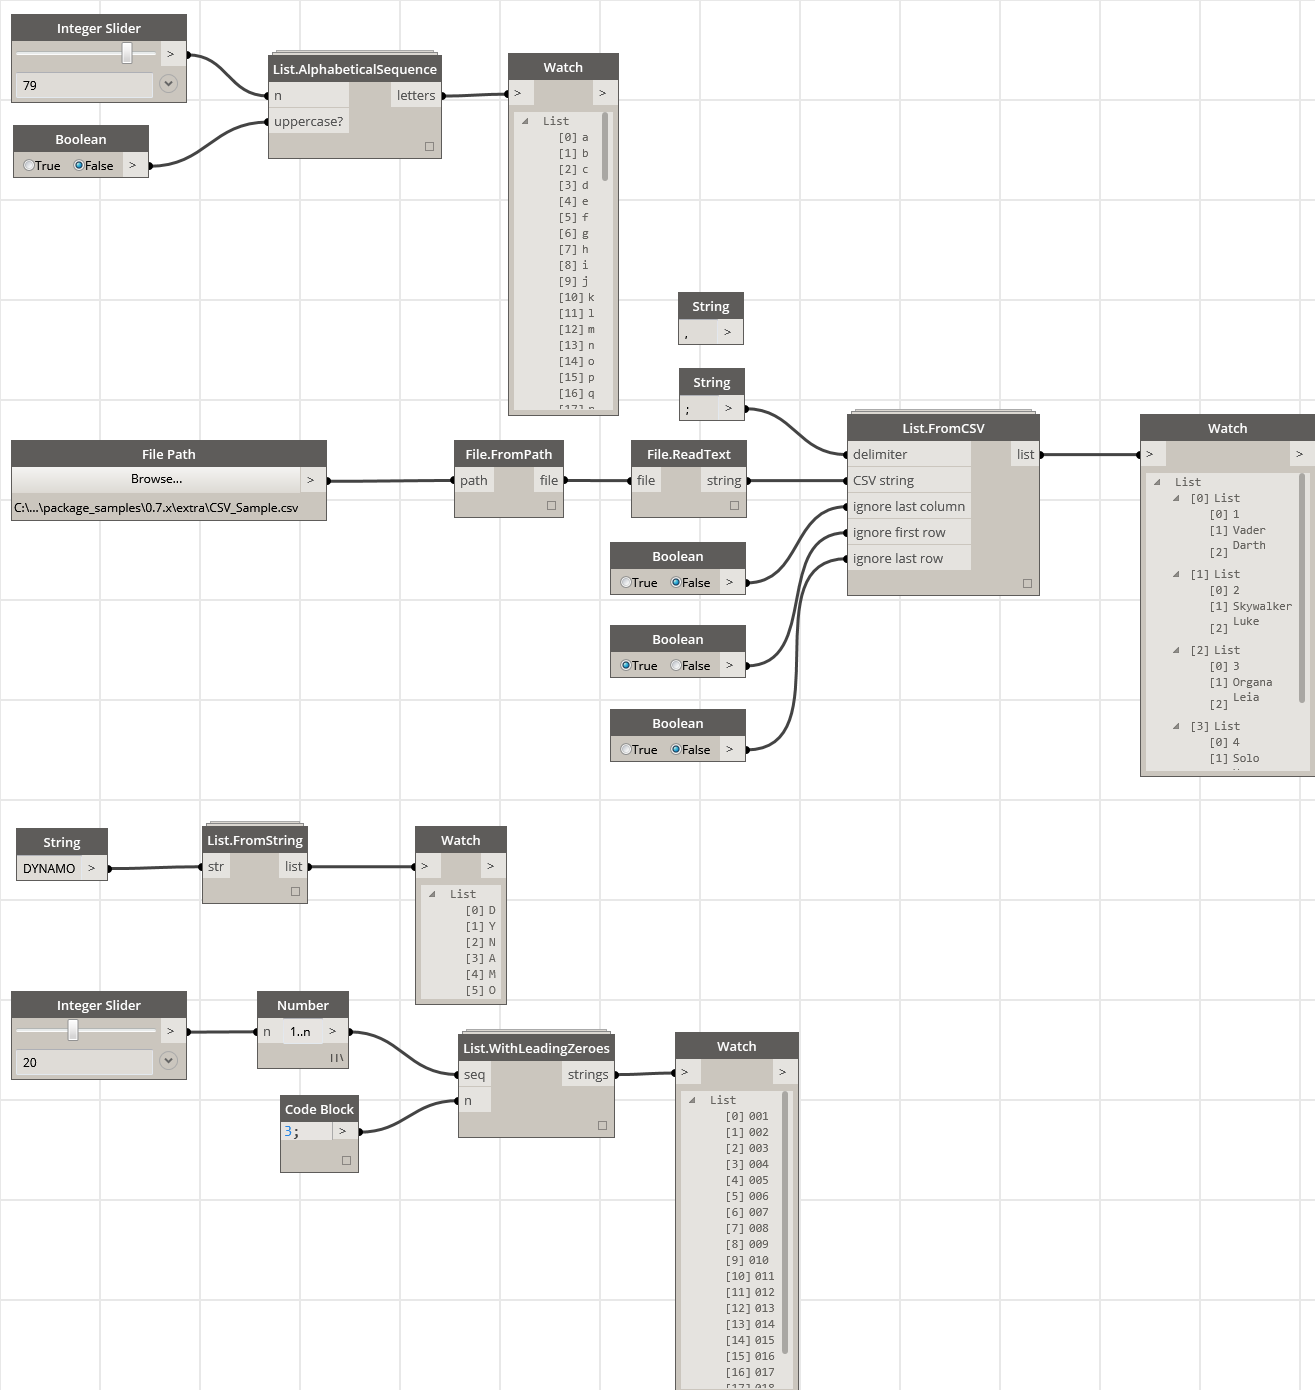 Integer Slider
>
79
Boolean
True False >
List.AlphabeticalSequence
n letters
uppercase?
Watch
> >
List
[0] a
[1] b
[2] c
[3] d
[4] e
[5] f
[6] g
[7] h
[8] i
[9] j
[10] k
[11] l
[12] m
[13] n
[14] o
[15] p
[16] q
String
, >
String
; >
File Path
Browse... >
C:\...\package_samples\0.7.x\extra\CSV_Sample.csv
File.FromPath
path file
File.ReadText
file string
Boolean
True False >
Boolean
True False >
Boolean
True False >
List.FromCSV
delimiter list
CSV string
ignore last column
ignore first row
ignore last row
Watch
> >
List
[0] List
[0] 1
[1] Vader
[2] Darth
[1] List
[0] 2
[1] Skywalker
[2] Luke
[2] List
[0] 3
[1] Organa
[2] Leia
[3] List
[0] 4
[1] Solo
String
DYNAMO >
List.FromString
str list
Watch
> >
List
[0] D
[1] Y
[2] N
[3] A
[4] M
[5] O
Integer Slider
>
20
Number
n 1..n >
Code Block
3; >
List.WithLeadingZeroes
seq strings
n
Watch
> >
List
[0] 001
[1] 002
[2] 003
[3] 004
[4] 005
[5] 006
[6] 007
[7] 008
[8] 009
[9] 010
[10] 011
[11] 012
[12] 013
[13] 014
[14] 015
[15] 016
[16] 017